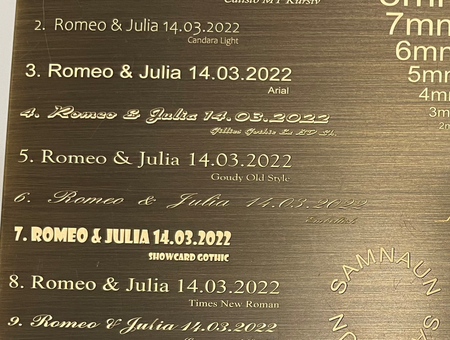 Calisto MT Kursiv
2. Romeo & Julia 14.03.2022
Candara Light
3. Romeo & Julia 14.03.2022
Arial
4. Romeo & Julia 14.03.2022
5. Romeo & Julia 14.03.2022
Goudy Old Style
6. Romeo & Julia 14.03.2022
7. ROMEO & JULIA 14.03.2022
SHOWCARD GOTHIC
8. Romeo & Julia 14.03.2022
Times New Roman
9. Romeo & Julia 14.03.2022
7mm
6mm
5mm
4mm
SAMNAUN